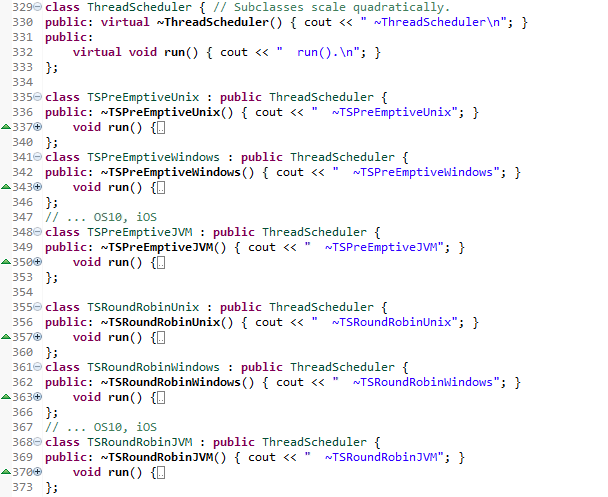 329 class ThreadScheduler { // Subclasses scale quadratically.
330 public: virtual ~ThreadScheduler() { cout << " ~ThreadScheduler\n"; }
331 public:
332     virtual void run() { cout << "  run().\n"; }
333 };
334
335 class TSPreEmptiveUnix : public ThreadScheduler {
336 public: ~TSPreEmptiveUnix() { cout << "  ~TSPreEmptiveUnix"; }
337     void run() {..
340 };
341 class TSPreEmptiveWindows : public ThreadScheduler {
342 public: ~TSPreEmptiveWindows() { cout << "  ~TSPreEmptiveWindows"; }
343     void run() {..
346 };
347 // ... OS10, iOS
348 class TSPreEmptiveJVM : public ThreadScheduler {
349 public: ~TSPreEmptiveJVM() { cout << "  ~TSPreEmptiveJVM"; }
350     void run() {..
353 };
354
355 class TSRoundRobinUnix : public ThreadScheduler {
356 public: ~TSRoundRobinUnix() { cout << "  ~TSRoundRobinUnix"; }
357     void run() {..
360 };
361 class TSRoundRobinWindows : public ThreadScheduler {
362 public: ~TSRoundRobinWindows() { cout << "  ~TSRoundRobinWindows"; }
363     void run() {..
366 };
367 // ... OS10, iOS
368 class TSRoundRobinJVM : public ThreadScheduler {
369 public: ~TSRoundRobinJVM() { cout << "  ~TSRoundRobinJVM"; }
370     void run() {..
373 };